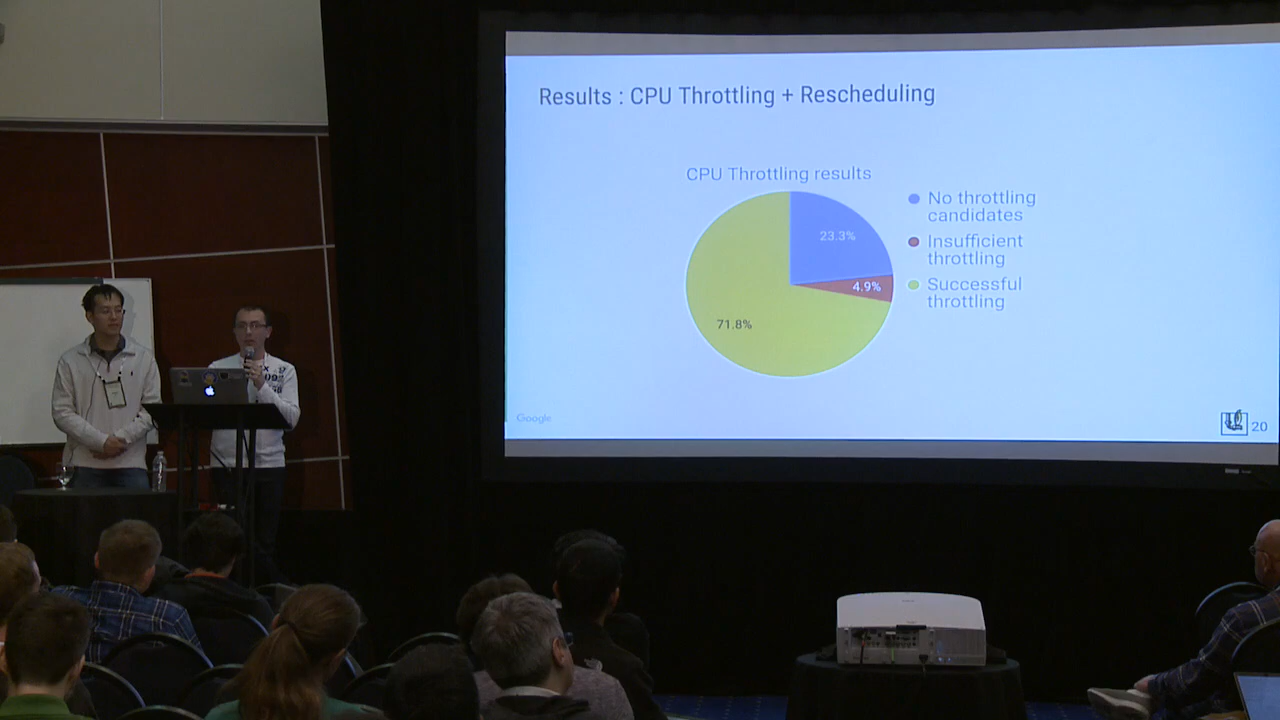 Results : CPU Throttling + Rescheduling
CPU Throttling results
23.3%
4.9%
71.8%
No throttling
candidates
Insufficient
throttling
Successful
throttling
Google
20